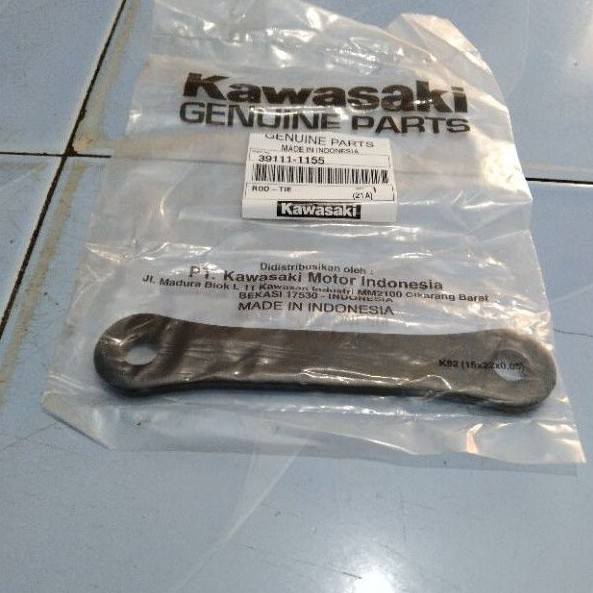 Kawasaki
GENUINE PARTS
GENUINE PARTS
MADE IN INDONESIA
39111-1155
ROD - TIE
(21A)
Kawasaki
Didistribusikan oleh :
PT. Kawasaki Motor Indonesia
Jl. Madura Blok L 11 Kawasan Industri MM2100 Cikarang Barat
BEKASI 17530 - INDONESIA
MADE IN INDONESIA
K92 (15x22x0.05)